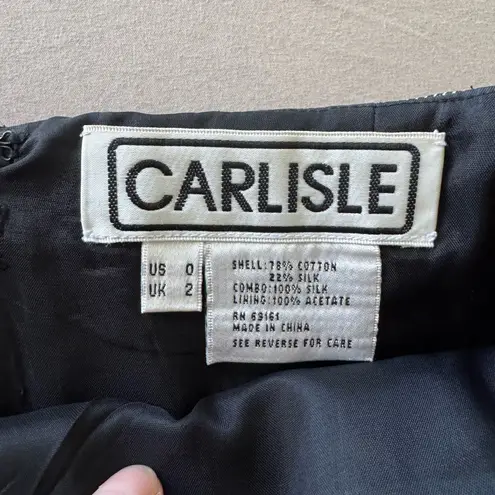 CARLISLE
US 0
UK 2
SHELL:78% COTTON
22% SILK
COMBO:100% SILK
LINING:100% ACETATE
RN 69161
MADE IN CHINA
SEE REVERSE FOR CARE